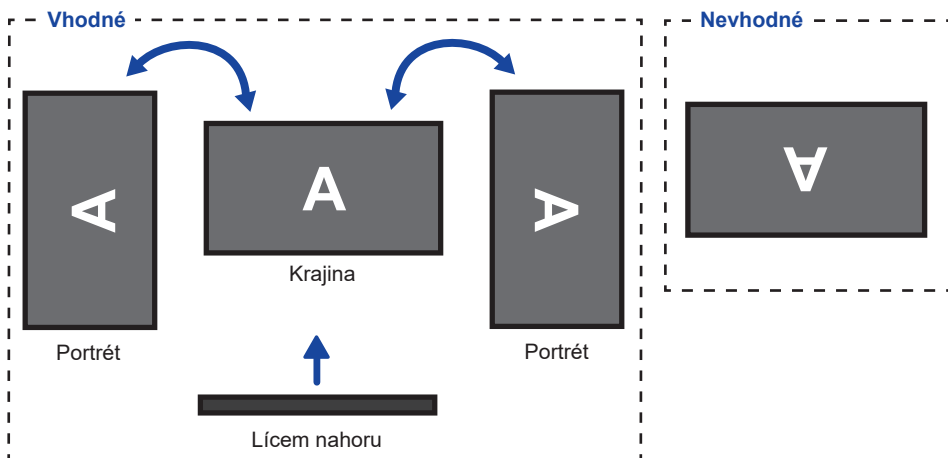 Vhodné
Nevhodné
A
A
A
A
Krajina
Portrét
Portrét
Lícem nahoru